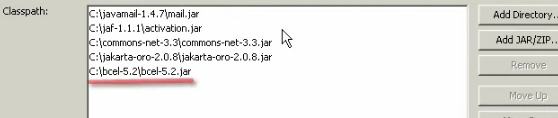 Classpath:
C:\javamail-1.4.7\mail.jar
C:\jaf-1.1.1\activation.jar
C:\commons-net-3.3\commons-net-3.3.jar
C:\jakarta-oro-2.0.8\jakarta-oro-2.0.8.jar
C:\bcel-5.2\bcel-5.2.jar
Add Directory..
Add JAR/ZIP..
Remove
Move Up